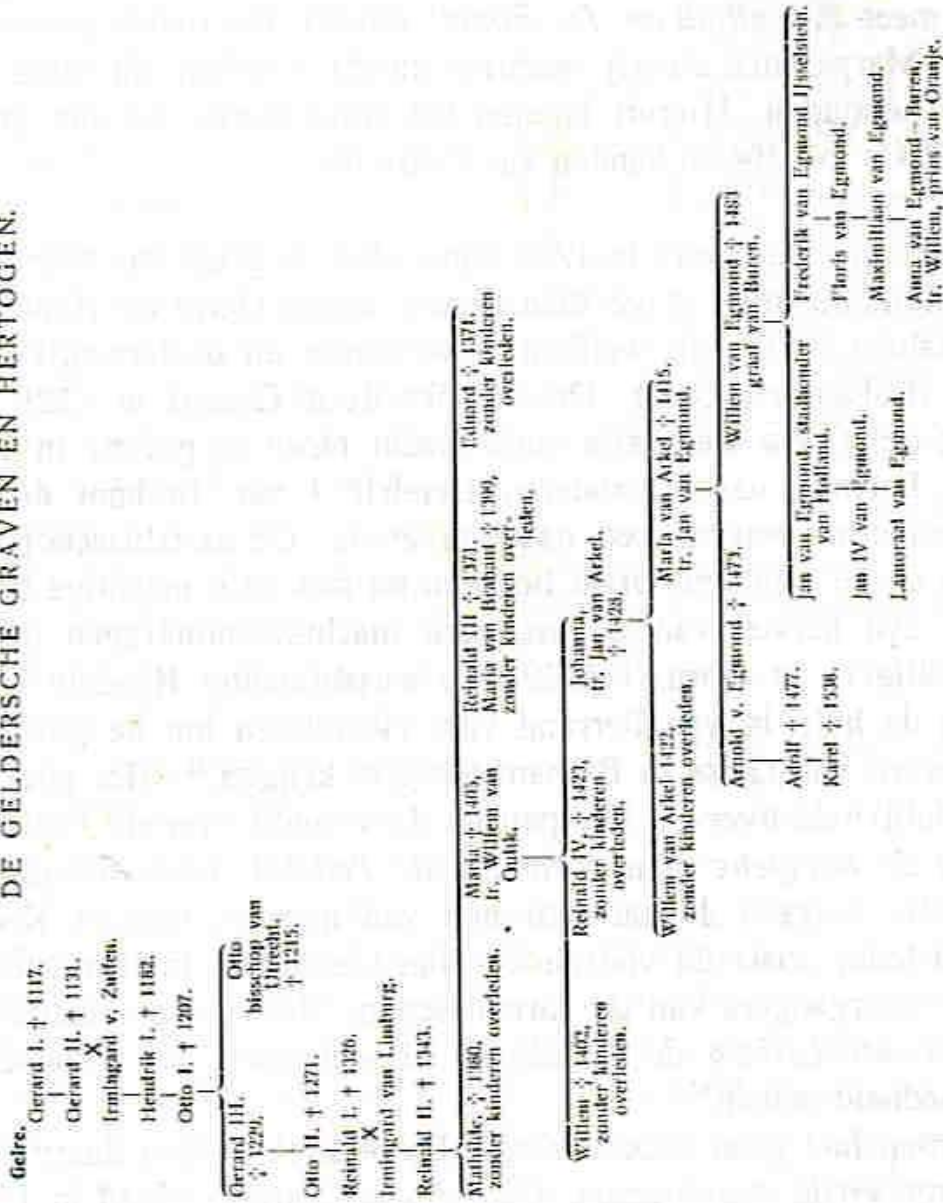 DE GELDERSCHE GRAVEN EN HERTOGEN.
Gelre.
Gerard I. † 1117.
Gerard II. † 1131.
X
Irmingard v. Zutfen.
Hendrik I. † 1182.
Otto I. † 1207.
Gerard III.
† 1229.
Otto
bisschop van
Utrecht.
† 1215.
Otto II. † 1271.
Reinald I. † 1326.
X
Irmingard van Limburg.
Reinald II. † 1343.
Mathilde † 1380,
zonder kinderen overleden.
Maria † 1405,
tr. Willem van
Gulik.
Reinald III † 1371.
Maria van Brabant † 1399,
zonder kinderen over-
leden.
Eduard † 1371,
zonder kinderen
overleden.
Willem † 1402,
zonder kinderen
overleden.
Reinald IV. † 1423,
zonder kinderen
overleden.
Johanna,
tr. Jan van Arkel,
† 1428
Willem van Arkel † 1422,
zonder kinderen overleden.
Maria van Arkel † 1415,
tr. Jan van Egmond.
Arnold v. Egmond † 1473.
Willem van Egmond † 1483
graaf van Buren.
Adolf † 1477.
Karel † 1538.
Jan van Egmond, stadhouder
van Holland,
Jan IV van Egmond,
Lamoraal van Egmond.
Frederik van Egmond IJsselstein.
Floris van Egmond,
Maximiliaan van Egmond,
Anna van Egmond-Buren,
tr. Willem, prins van Oranje.